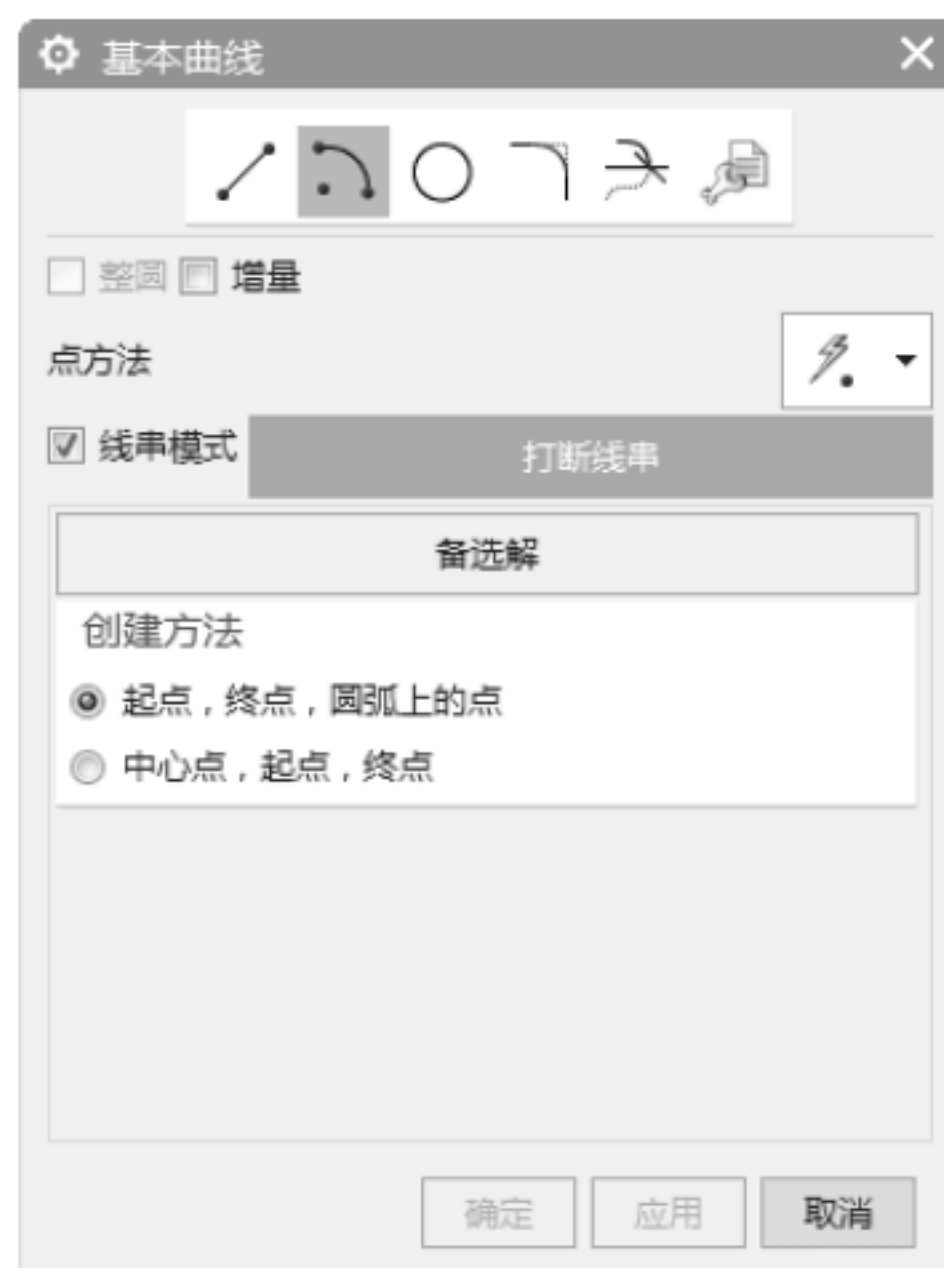 基本曲线
整圆 增量
点方法
线串模式 打断线串
备选解
创建方法
起点，终点，圆弧上的点
中心点，起点，终点
确定 应用 取消